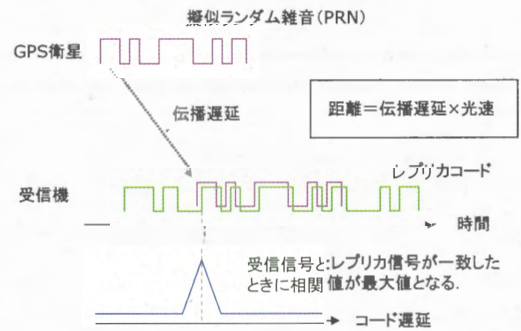 擬似ランダム雑音(PRN)
GPS衛星
伝播遅延
距離=伝播遅延×光速
レプリカコード
受信機
時間
受信信号と:レプリカ信号が一致した
ときに相関 値が最大値となる.
コード遅延